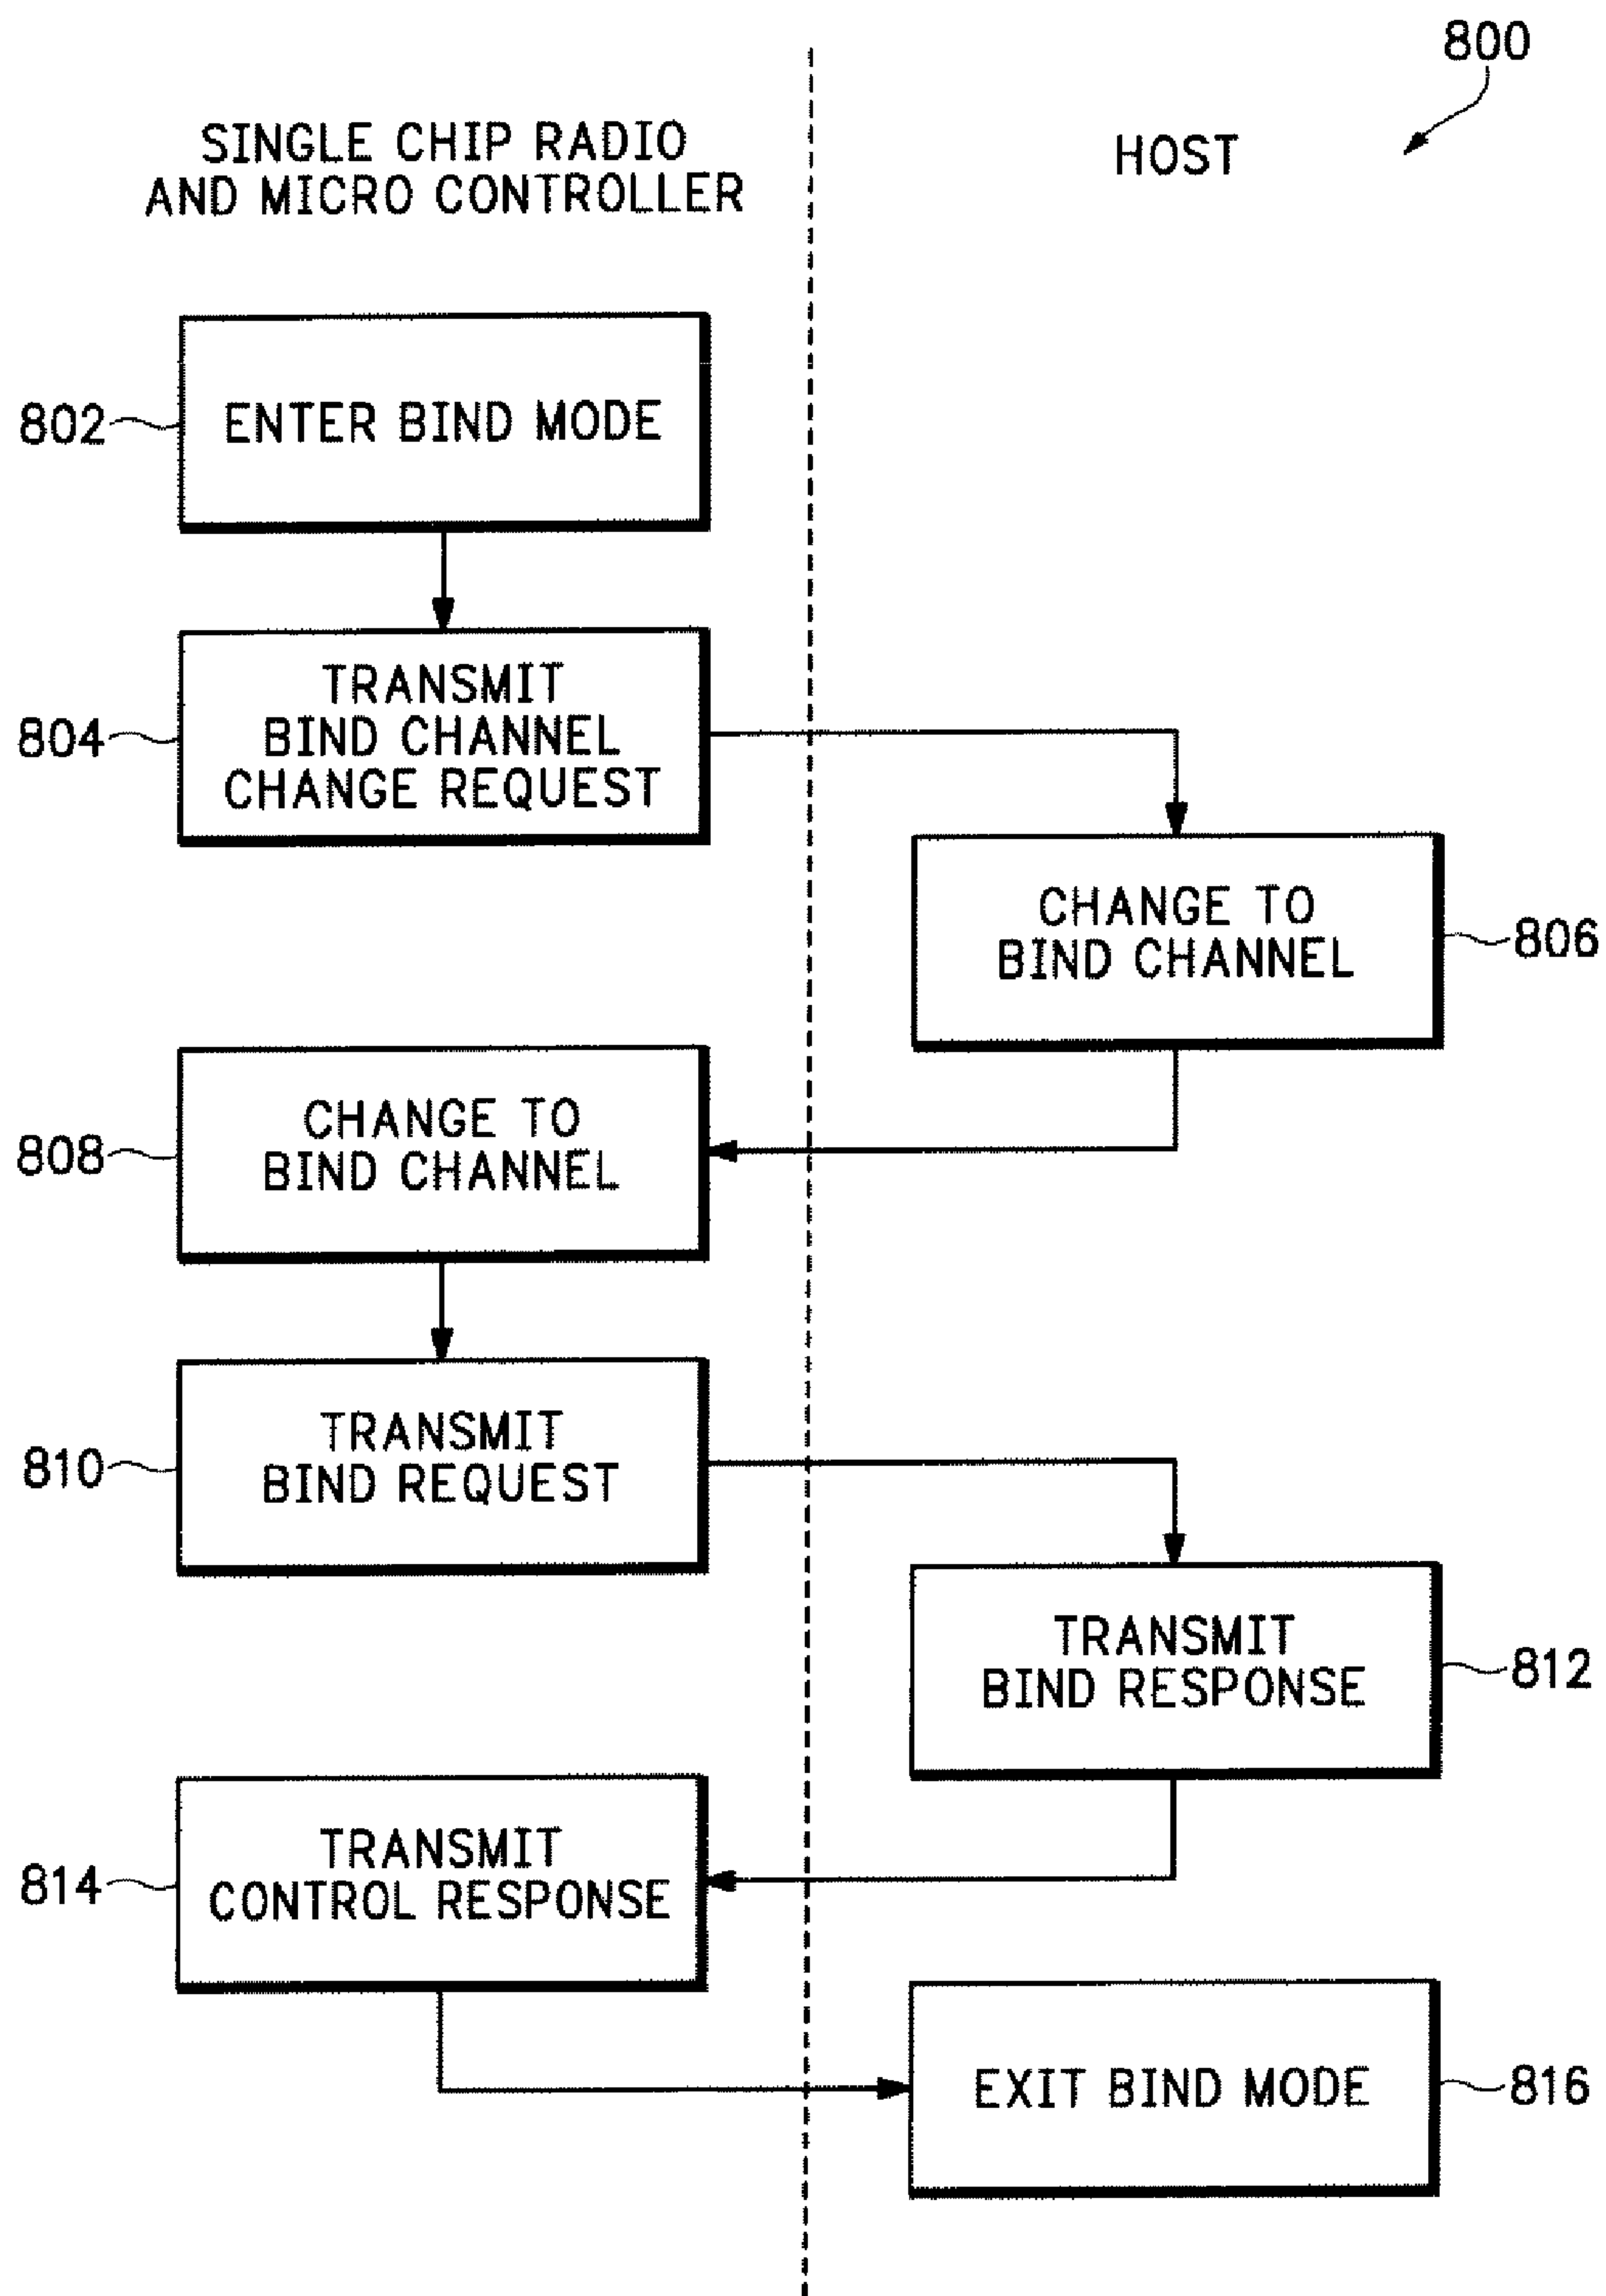 800
SINGLE CHIP RADIO
AND MICRO CONTROLLER
HOST
802
ENTER BIND MODE
804
TRANSMIT
BIND CHANNEL
CHANGE REQUEST
CHANGE TO
BIND CHANNEL
806
808
CHANGE TO
BIND CHANNEL
810
TRANSMIT
BIND REQUEST
TRANSMIT
BIND RESPONSE
812
814
TRANSMIT
CONTROL RESPONSE
EXIT BIND MODE
816